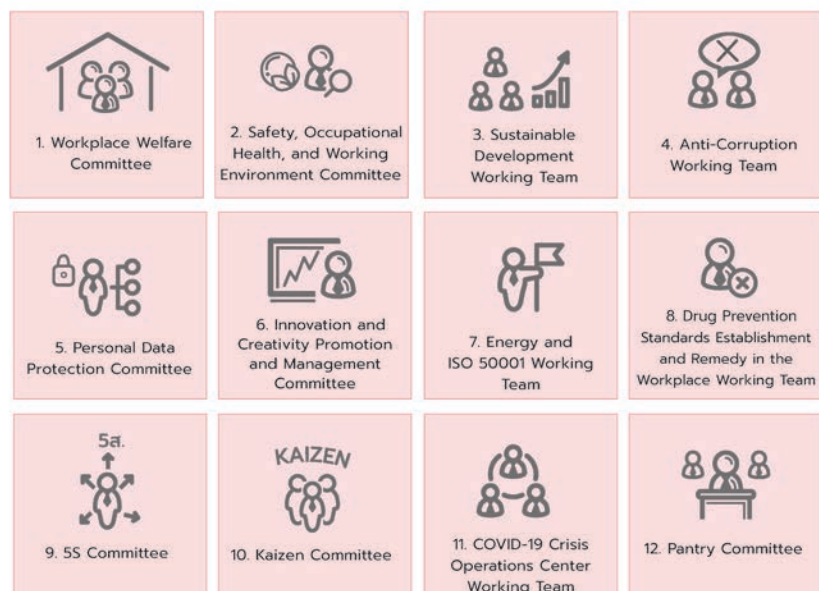 1. Workplace Welfare
Committee
2. Safety, Occupational
Health, and Working
Environment Committee
3. Sustainable
Development
Working Team
4. Anti-Corruption
Working Team
5. Personal Data
Protection Committee
6. Innovation and
Creativity Promotion
and Management
Committee
7. Energy and
ISO 50001 Working
Team
8. Drug Prevention
Standards Establishment
and Remedy in the
Workplace Working Team
5ส.
9. 5S Committee
KAIZEN
10. Kaizen Committee
11. COVID-19 Crisis
Operations Center
Working Team
12. Pantry Committee